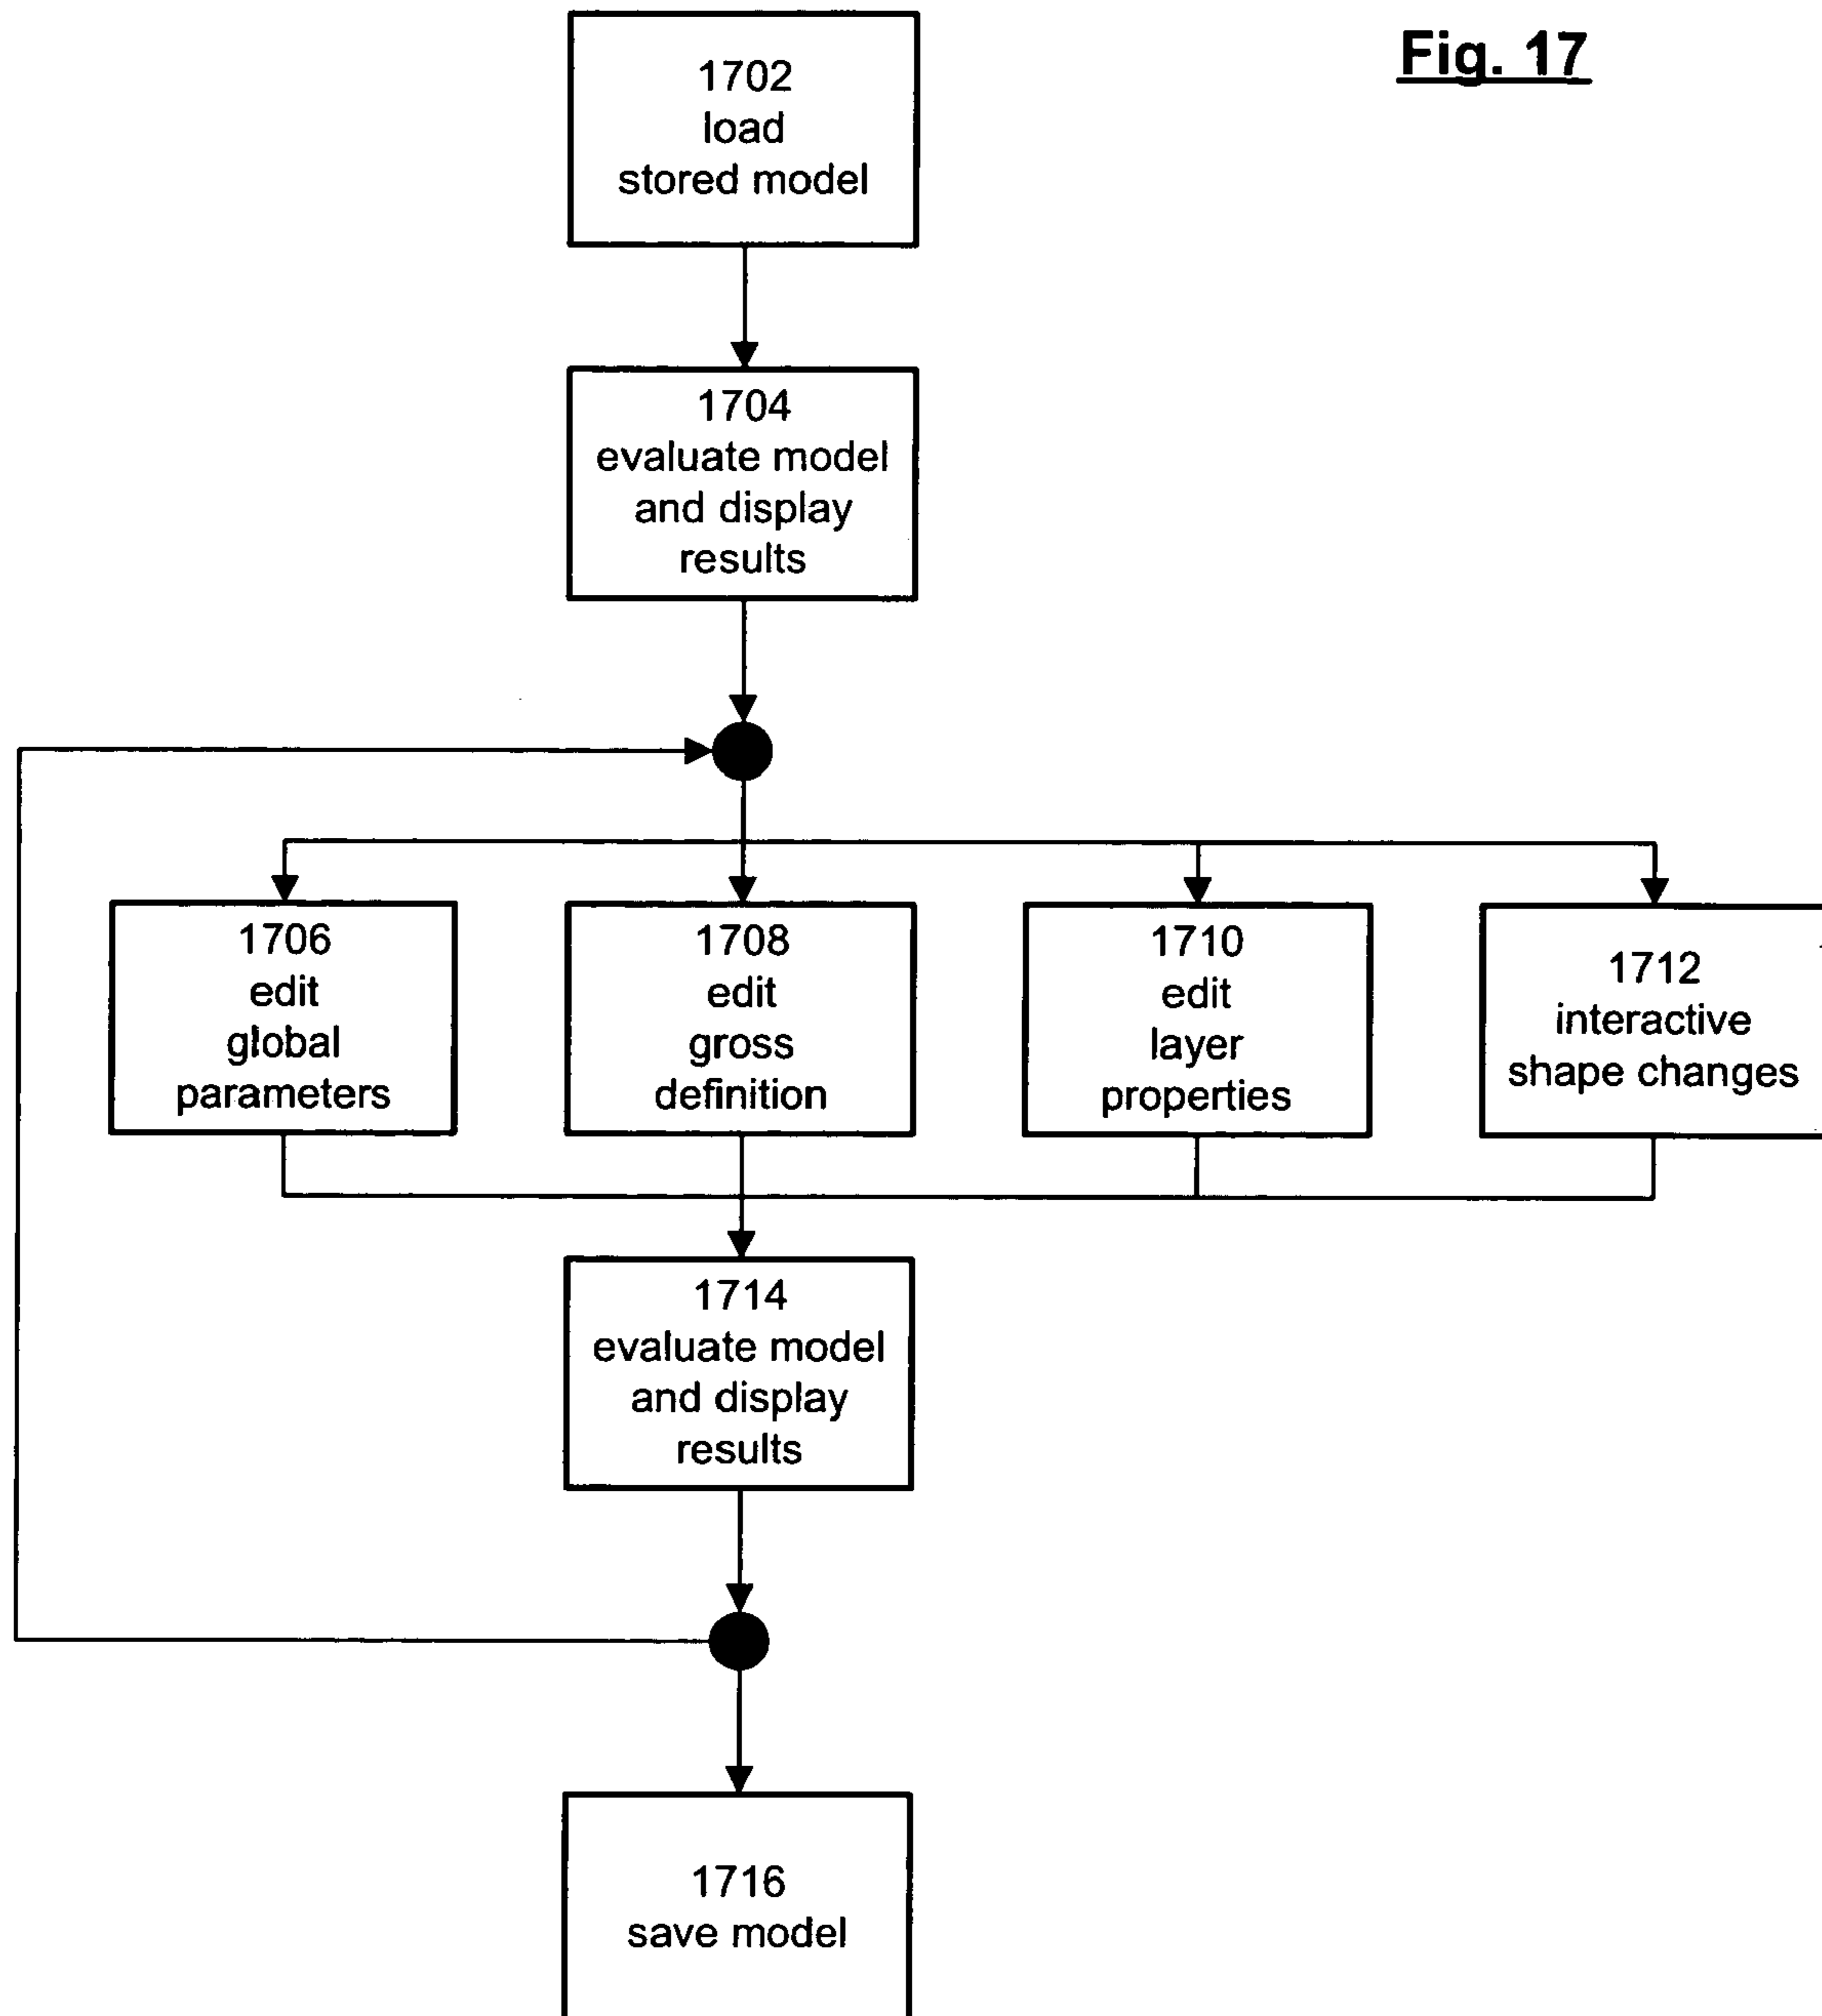 Fig. 17
1702
load
stored model
1704
evaluate model
and display
results
1706
edit
global
parameters
1708
edit
gross
definition
1710
edit
layer
properties
1712
interactive
shape changes
1714
evaluate model
and display
results
1716
save model